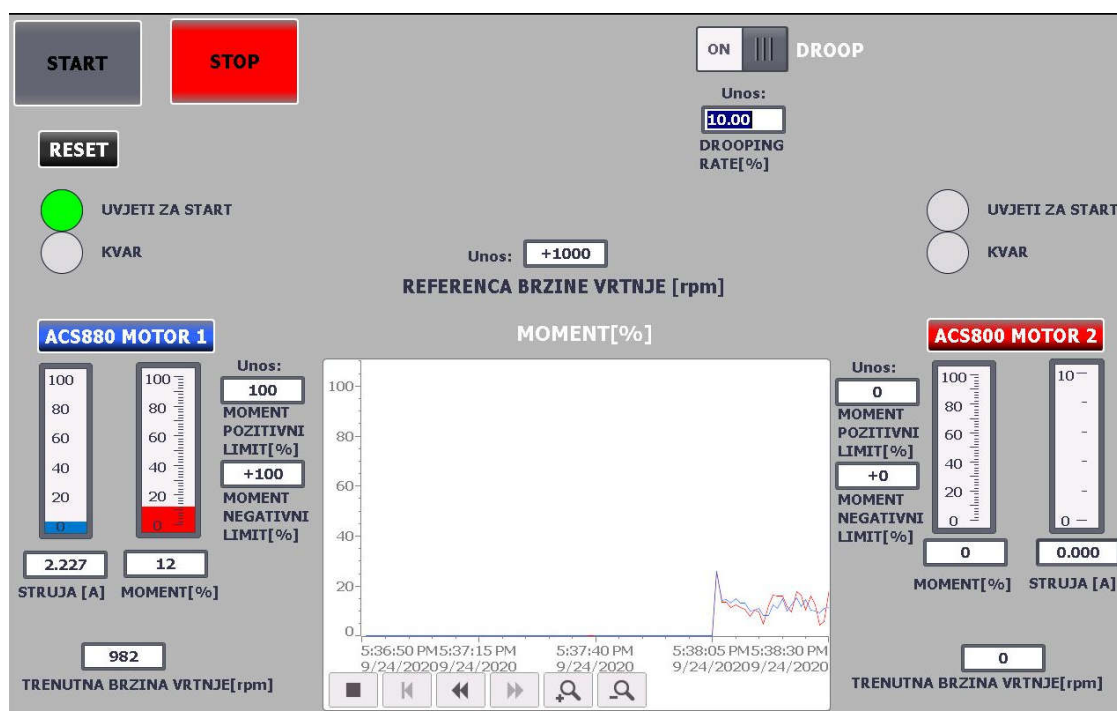 START
STOP
ON
DROOP
Unos:
10.00
DROOPING
RATE[%]
RESET
UVJETI ZA START
KVAR
UVJETI ZA START
KVAR
Unos:
+1000
REFERENCA BRZINE VRTNJE [rpm]
ACS880 MOTOR 1
100
80
60
40
20
0
100
80
60
40
20
0
Unos:
100
MOMENT
POZITIVNI
LIMIT[%]
+100
MOMENT
NEGATIVNI
LIMIT[%]
2.227
STRUJA [A]
12
MOMENT[%]
982
TRENUTNA BRZINA VRTNJE[rpm]
MOMENT[%]
100
80
60
40
20
0
5:36:50 PM
9/24/2020
5:37:15 PM
9/24/2020
5:37:40 PM
9/24/2020
5:38:05 PM
9/24/2020
5:38:30 PM
9/24/2020
ACS800 MOTOR 2
Unos:
0
MOMENT
POZITIVNI
LIMIT[%]
+0
MOMENT
NEGATIVNI
LIMIT[%]
100
80
60
40
20
0
10
0
0
MOMENT[%]
0.000
STRUJA [A]
0
TRENUTNA BRZINA VRTNJE[rpm]